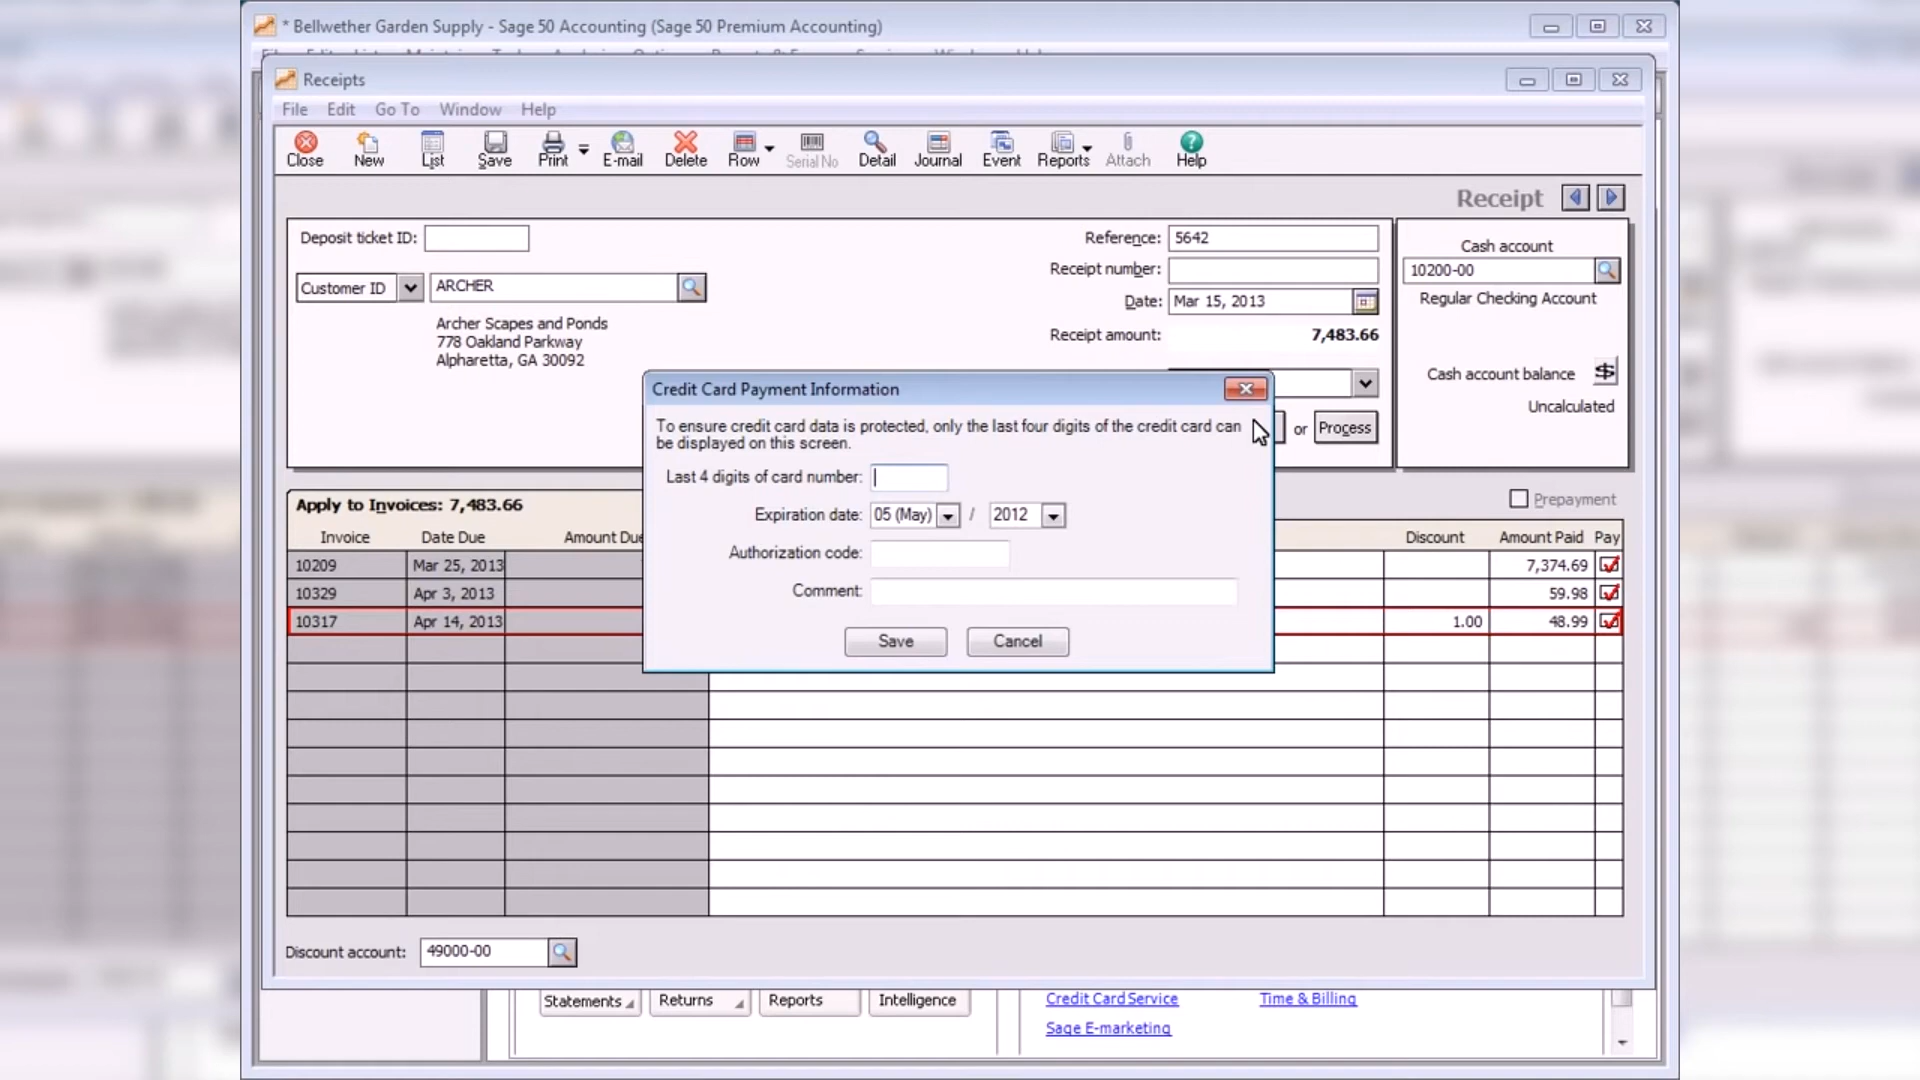 * Bellwether Garden Supply - Sage 50 Accounting (Sage 50 Premium Accounting)
Receipts
File Edit Go To Window Help
Close New List Save Print E-mail Delete Row Serial No Detail Journal Event Reports Attach Help
Receipt
Deposit ticket ID:
Reference: 5642
Cash account
Customer ID ARCHER
Receipt number:
10200-00
Date: Mar 15, 2013
Regular Checking Account
Archer Scapes and Ponds
778 Oakland Parkway
Alpharetta, GA 30092
Receipt amount: 7,483.66
Cash account balance
Uncalculated
or Process
Credit Card Payment Information
To ensure credit card data is protected, only the last four digits of the credit card can
be displayed on this screen.
Last 4 digits of card number:
Expiration date: 05 (May) / 2012
Authorization code:
Comment:
Save Cancel
Apply to Invoices: 7,483.66
Prepayment
Invoice Date Due Amount Due Discount Amount Paid Pay
10209 Mar 25, 2013 7,374.69
10329 Apr 3, 2013 59.98
10317 Apr 14, 2013 1.00 48.99
Discount account: 49000-00
Statements Returns Reports Intelligence
Credit Card Service Time & Billing
Sage E-marketing